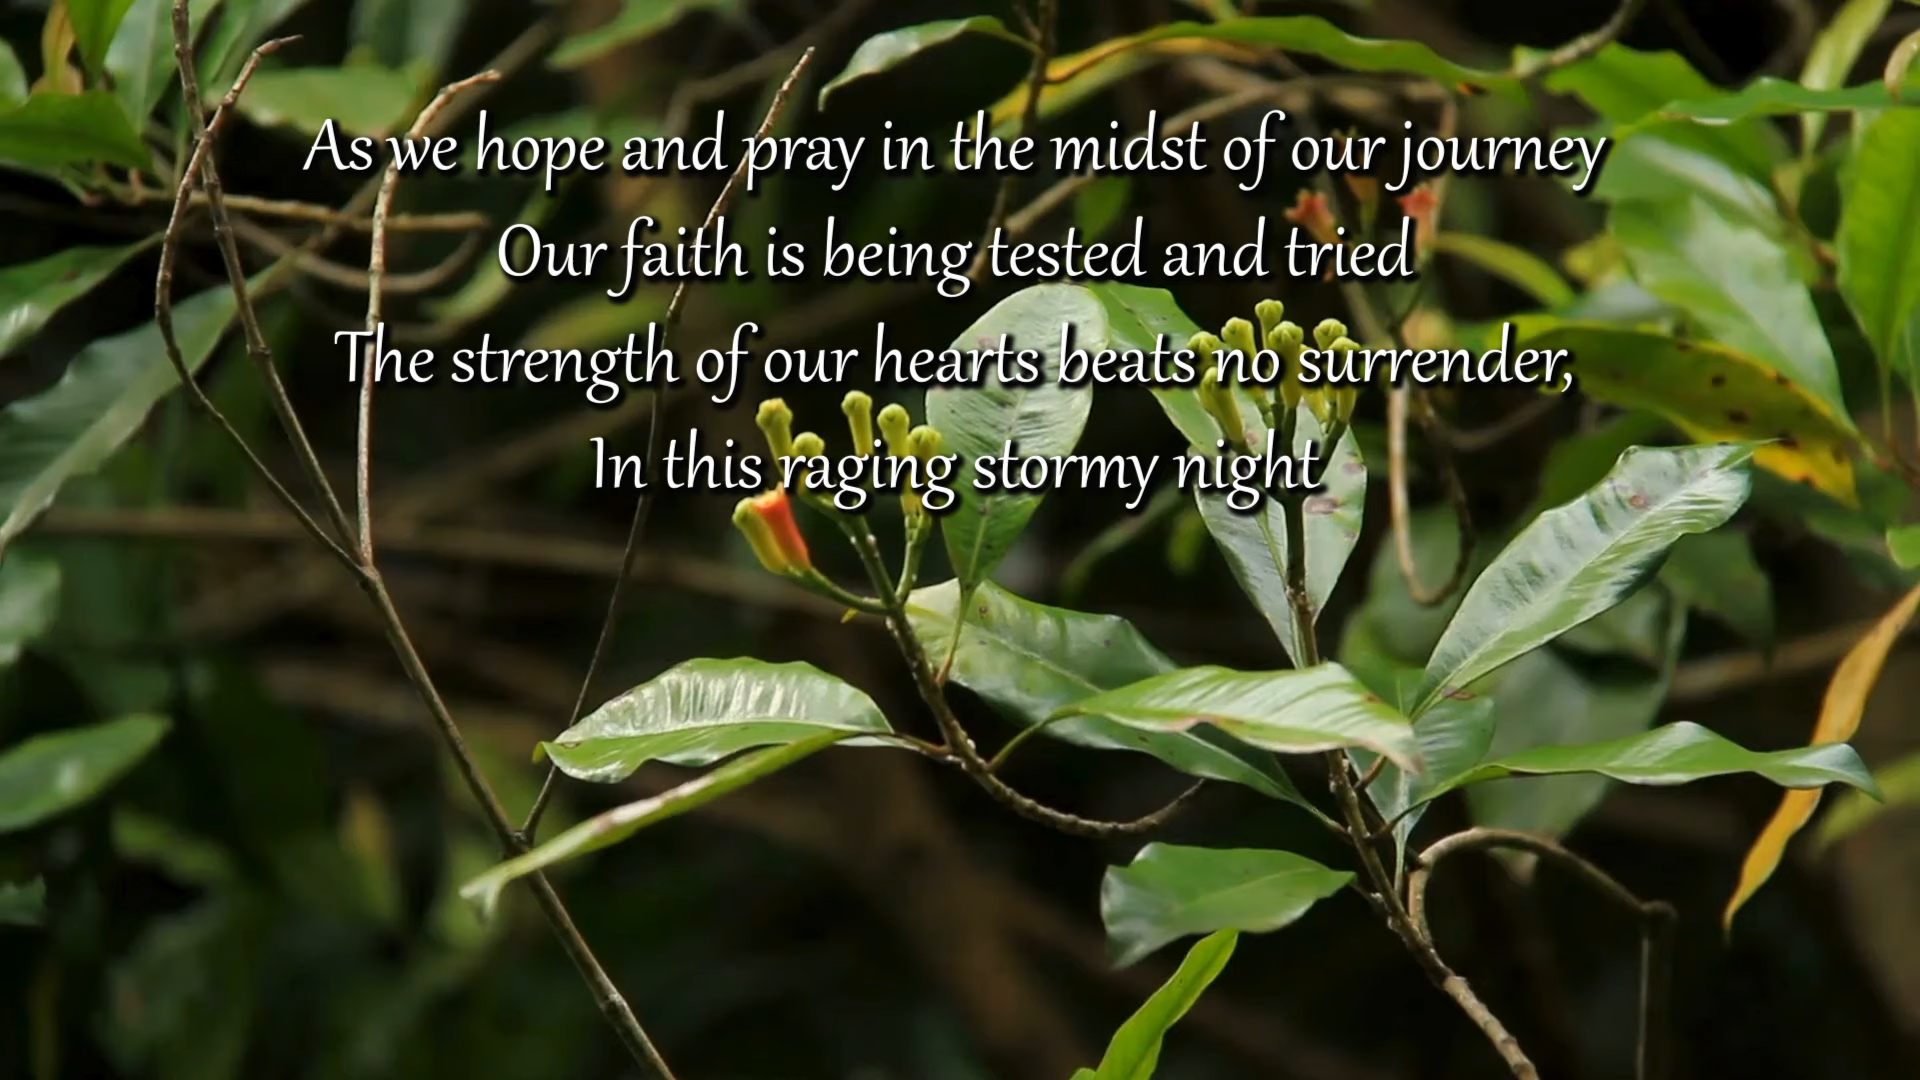 As we hope and pray in the midst of our journey
Our faith is being tested and tried
The strength of our hearts beats no surrender,
In this raging stormy night